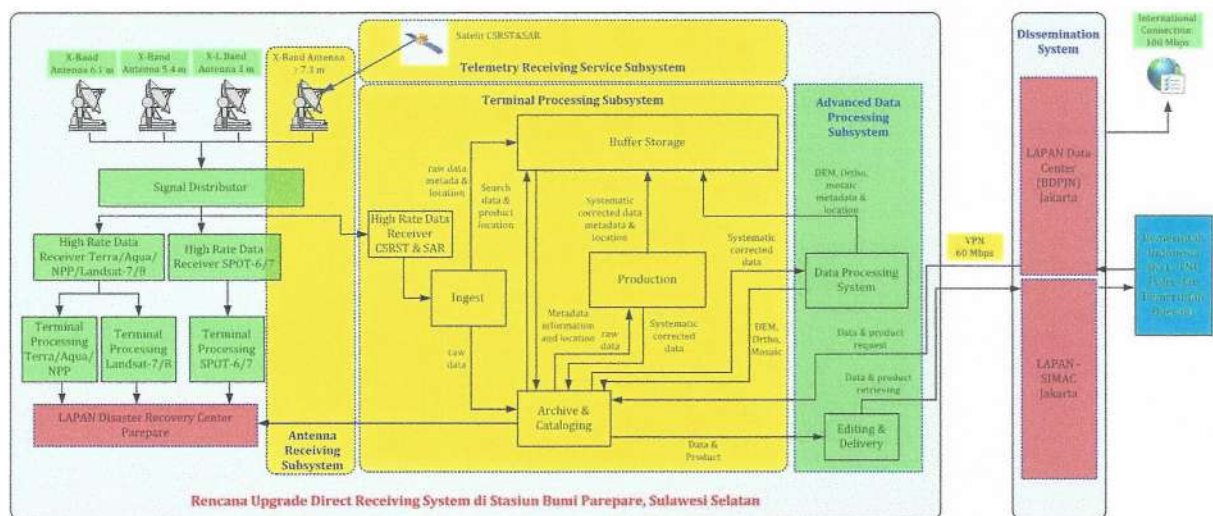 X-Band
Antenna 6.1 m
X-Band
Antenna 5.4 m
X-L Band
Antenna 3 m
X-Band Antenna
≥ 7.3 m
Satelit CSRST&SAR
Telemetry Receiving Service Subsystem
Signal Distributor
High Rate Data
Receiver Terra/Aqua/
NPP/Landsat-7/8
High Rate Data
Receiver SPOT-6/7
Terminal
Processing
Terra/Aqua/
NPP
Terminal
Processing
Landsat-7/8
Terminal
Processing
SPOT-6/7
LAPAN Disaster Recovery Center
Parepare
Antenna
Receiving
Subsystem
Terminal Processing Subsystem
Buffer Storage
raw data
metada &
location
Search
data &
product
location
Systematic
corrected data
metadata &
location
High Rate Data
Receiver
CSRST & SAR
Ingest
Production
raw
data
Metadata
information
and location
raw
data
Systematic
corrected
data
Archive &
Cataloging
Systematic
corrected
data
DEM,
Ortho,
Mosaic
Data &
Product
Advanced Data
Processing
Subsystem
DEM, Ortho,
mosaic
metadata &
location
Data Processing
System
Data & product
request
Data & product
retrieving
Editing &
Delivery
VPN
60 Mbps
Dissemination
System
LAPAN Data
Center
(BDPJN)
Jakarta
LAPAN -
SIMAC
Jakarta
International
Connection:
100 Mbps
Rencana Upgrade Direct Receiving System di Stasiun Bumi Parepare, Sulawesi Selatan